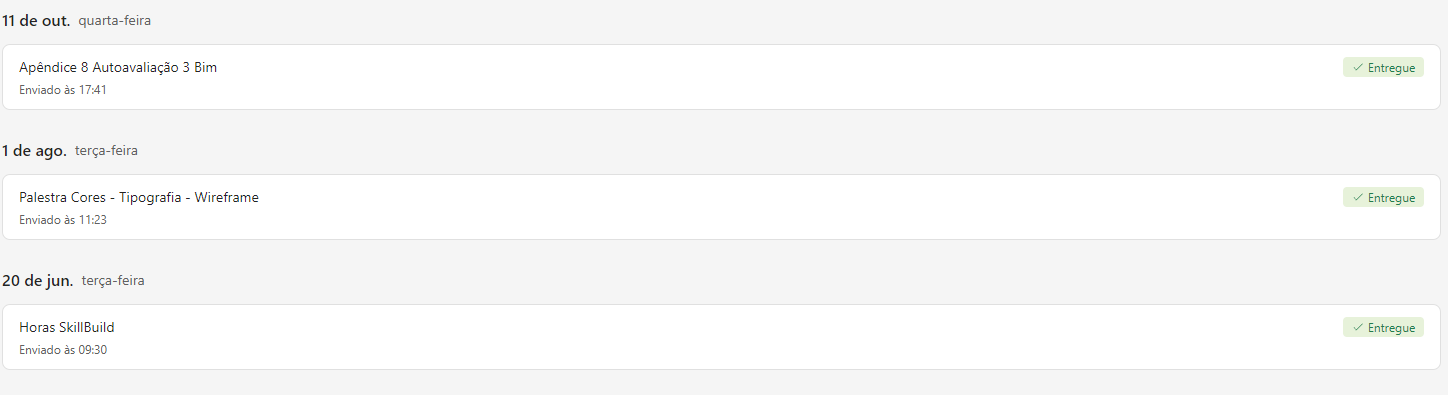 11 de out. quarta-feira
Apêndice 8 Autoavaliação 3 Bim
Entregue
Enviado às 17:41
1 de ago. terça-feira
Palestra Cores - Tipografia - Wireframe
Entregue
Enviado às 11:23
20 de jun. terça-feira
Horas SkillBuild
Entregue
Enviado às 09:30